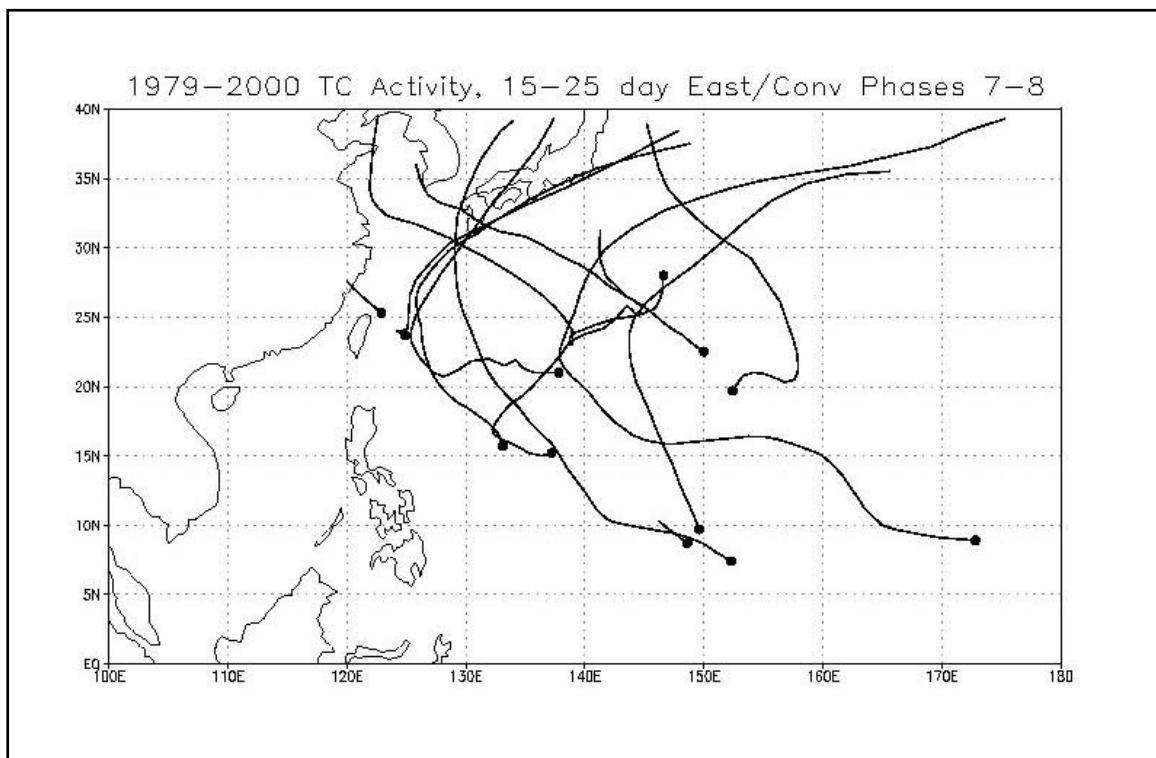 1979-2000 TC Activity, 15-25 day East/Conv Phases 7-8
40N
35N
30N
25N
20N
15N
10N
5N
EQ
100E 110E 120E 130E 140E 150E 160E 170E 180